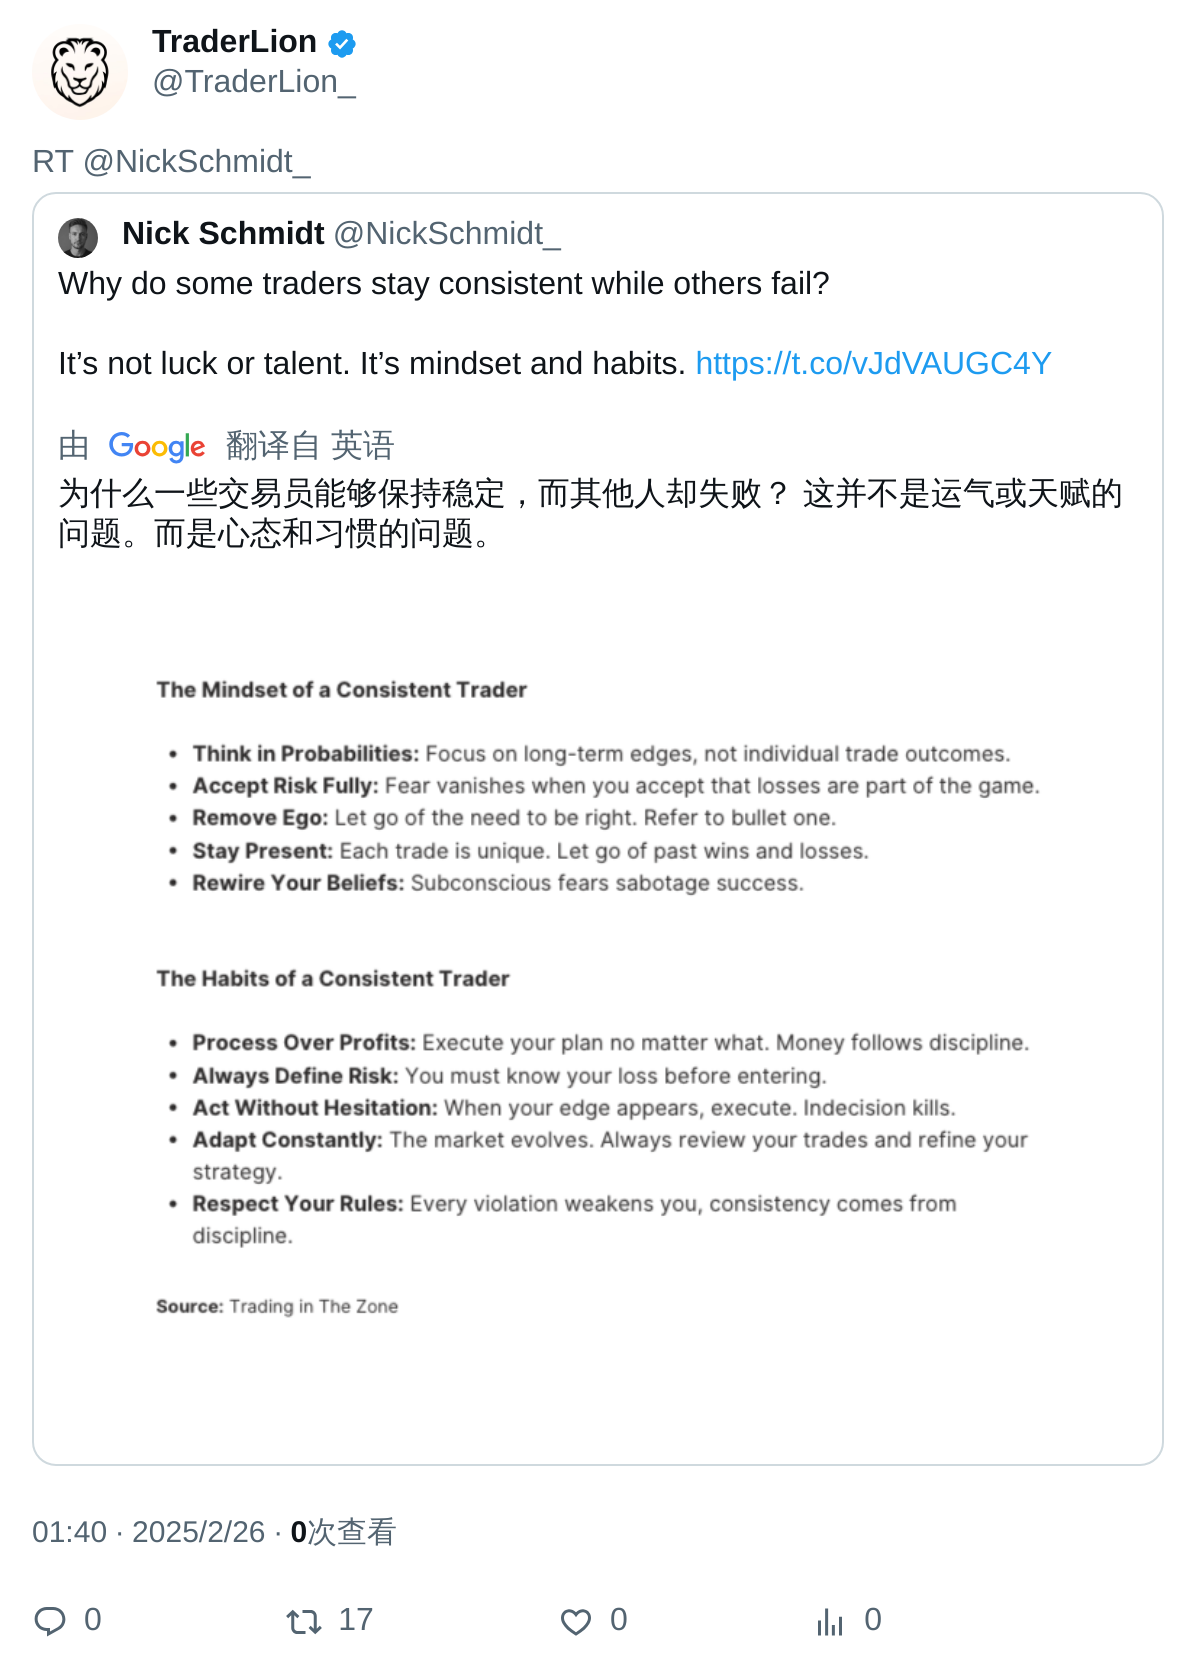 TraderLion
@TraderLion_
RT @NickSchmidt_
Nick Schmidt @NickSchmidt_
Why do some traders stay consistent while others fail?
It’s not luck or talent. It’s mindset and habits. https://t.co/vJdVAUGC4Y
由 Google 翻译自 英语
为什么一些交易员能够保持稳定，而其他人却失败？ 这并不是运气或天赋的
问题。而是心态和习惯的问题。
The Mindset of a Consistent Trader
• Think in Probabilities: Focus on long-term edges, not individual trade outcomes.
• Accept Risk Fully: Fear vanishes when you accept that losses are part of the game.
• Remove Ego: Let go of the need to be right. Refer to bullet one.
• Stay Present: Each trade is unique. Let go of past wins and losses.
• Rewire Your Beliefs: Subconscious fears sabotage success.
The Habits of a Consistent Trader
• Process Over Profits: Execute your plan no matter what. Money follows discipline.
• Always Define Risk: You must know your loss before entering.
• Act Without Hesitation: When your edge appears, execute. Indecision kills.
• Adapt Constantly: The market evolves. Always review your trades and refine your
strategy.
• Respect Your Rules: Every violation weakens you, consistency comes from
discipline.
Source: Trading in The Zone
01:40 · 2025/2/26 · 0次查看
0 17 0 0